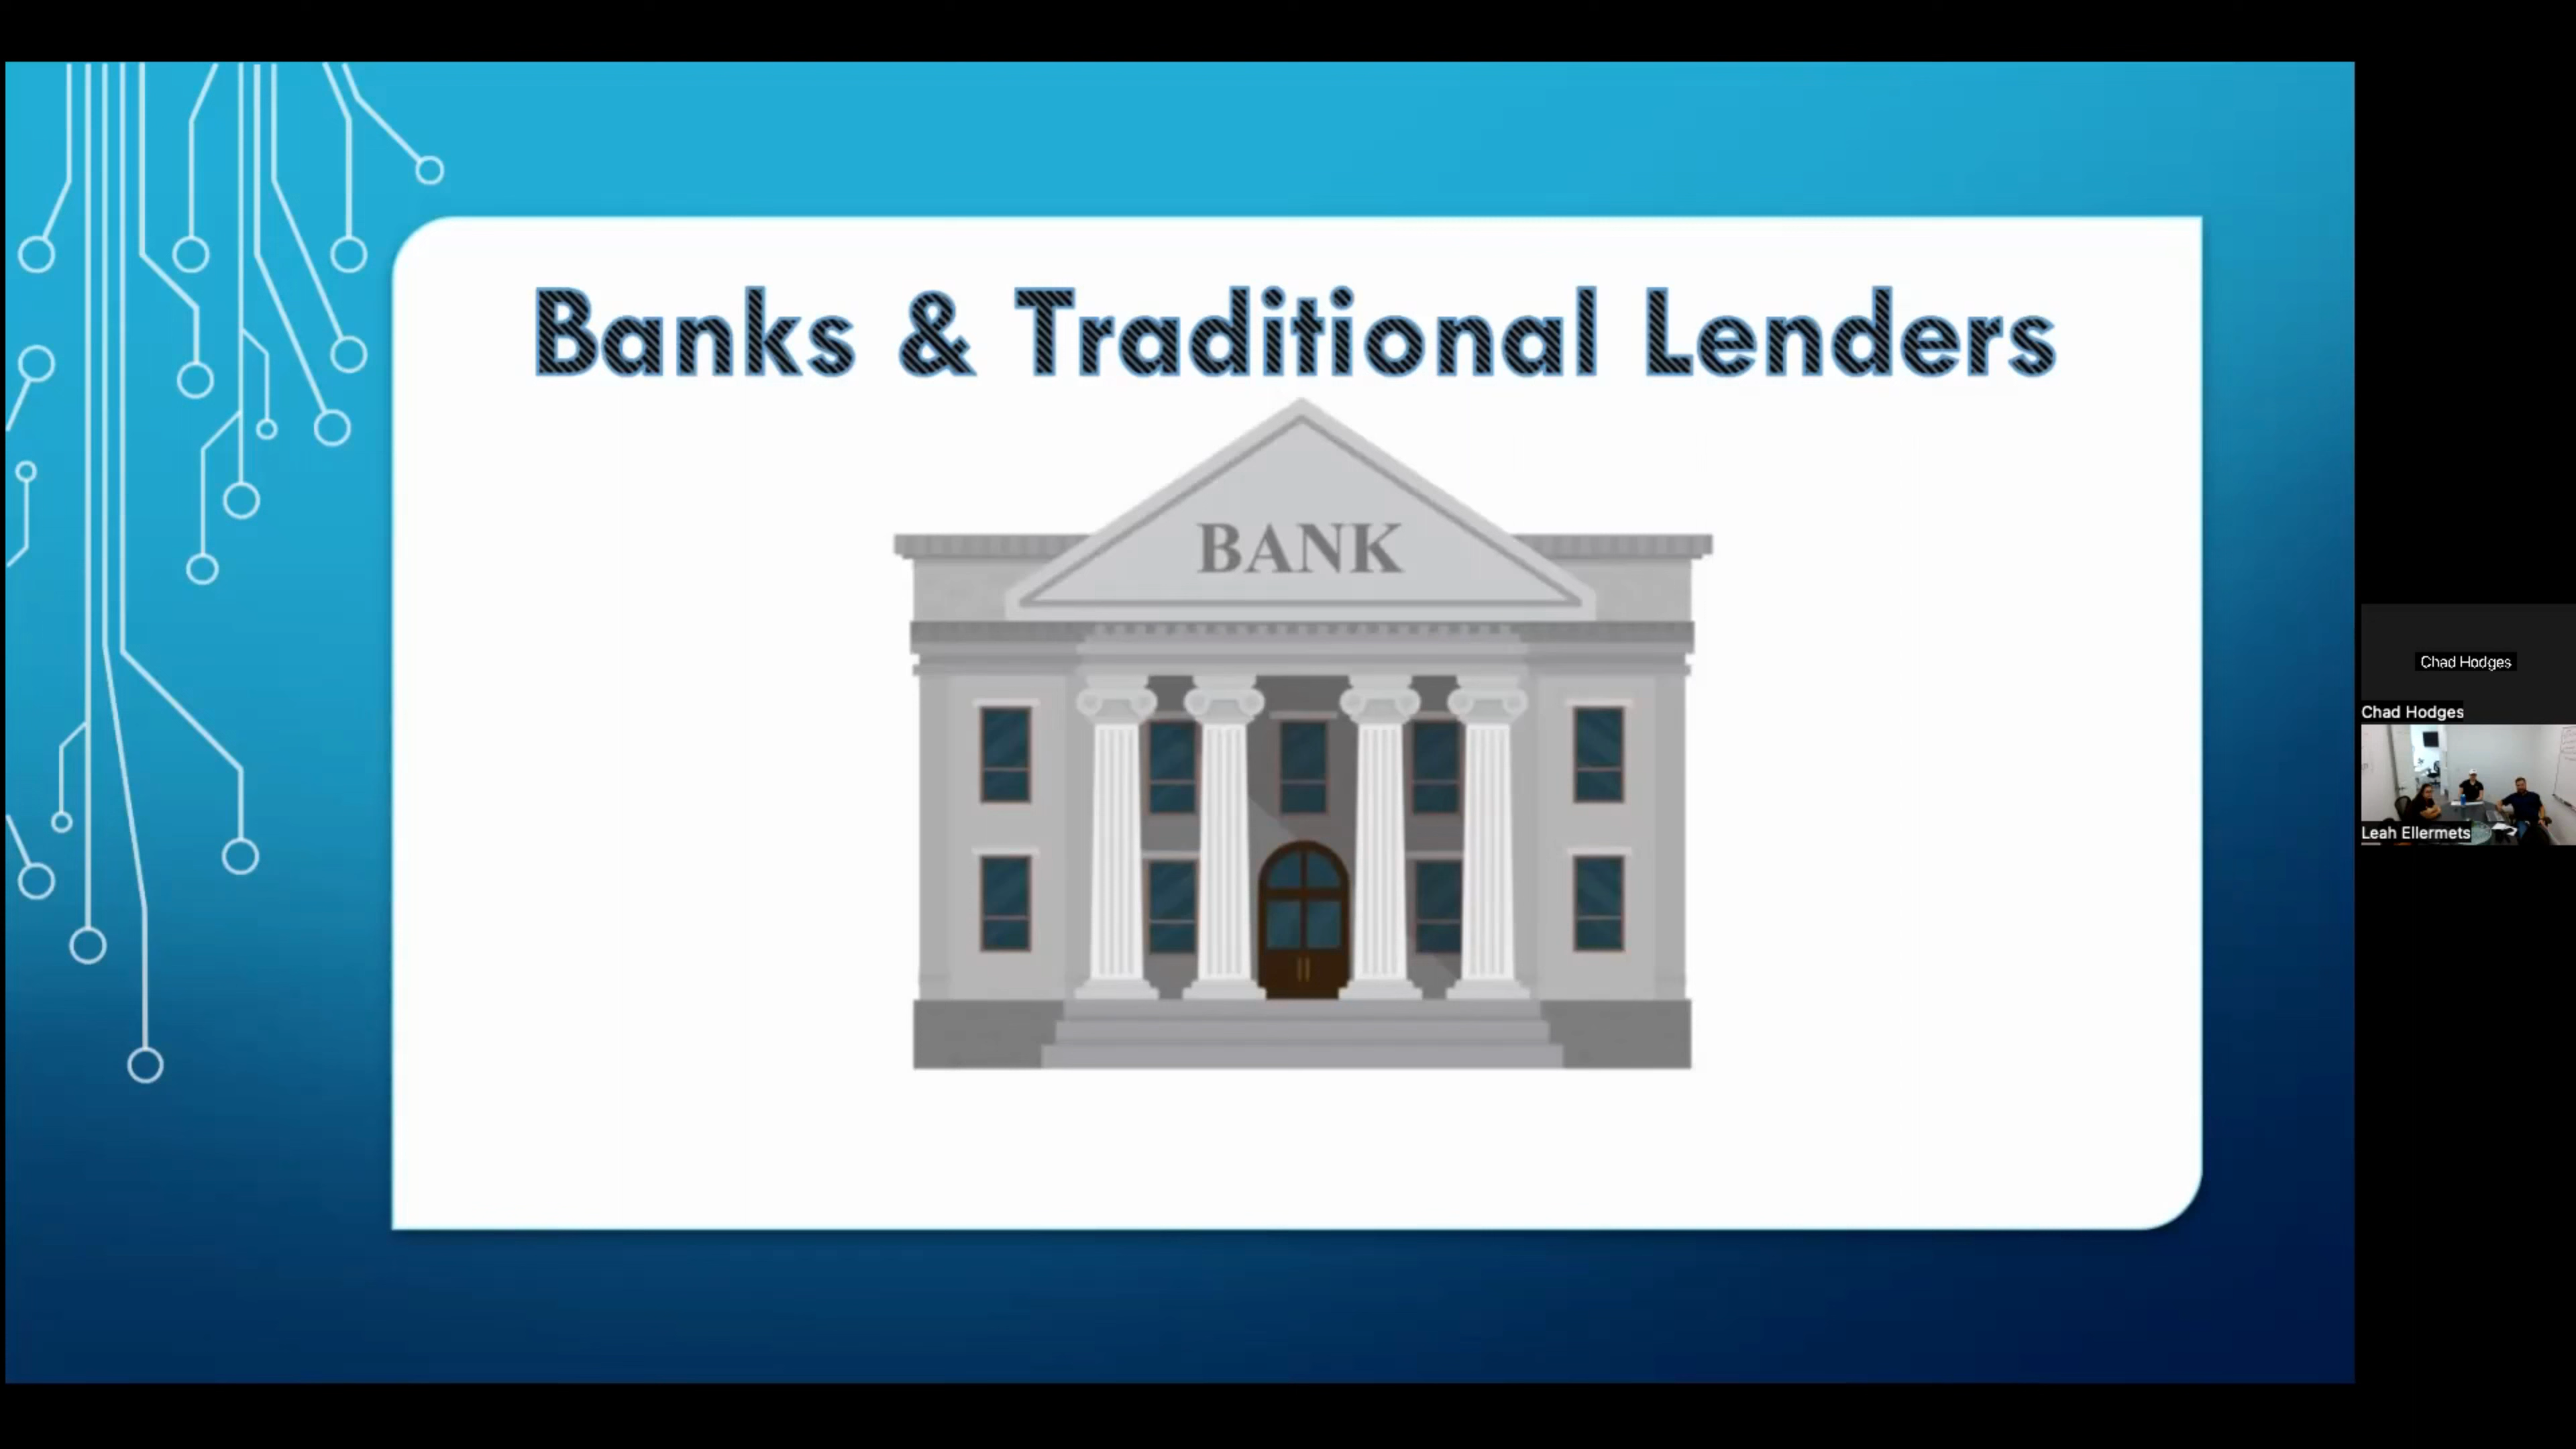 Banks & Traditional Lenders
BANK
Chad Hodges
Chad Hodges
Leah Ellermets